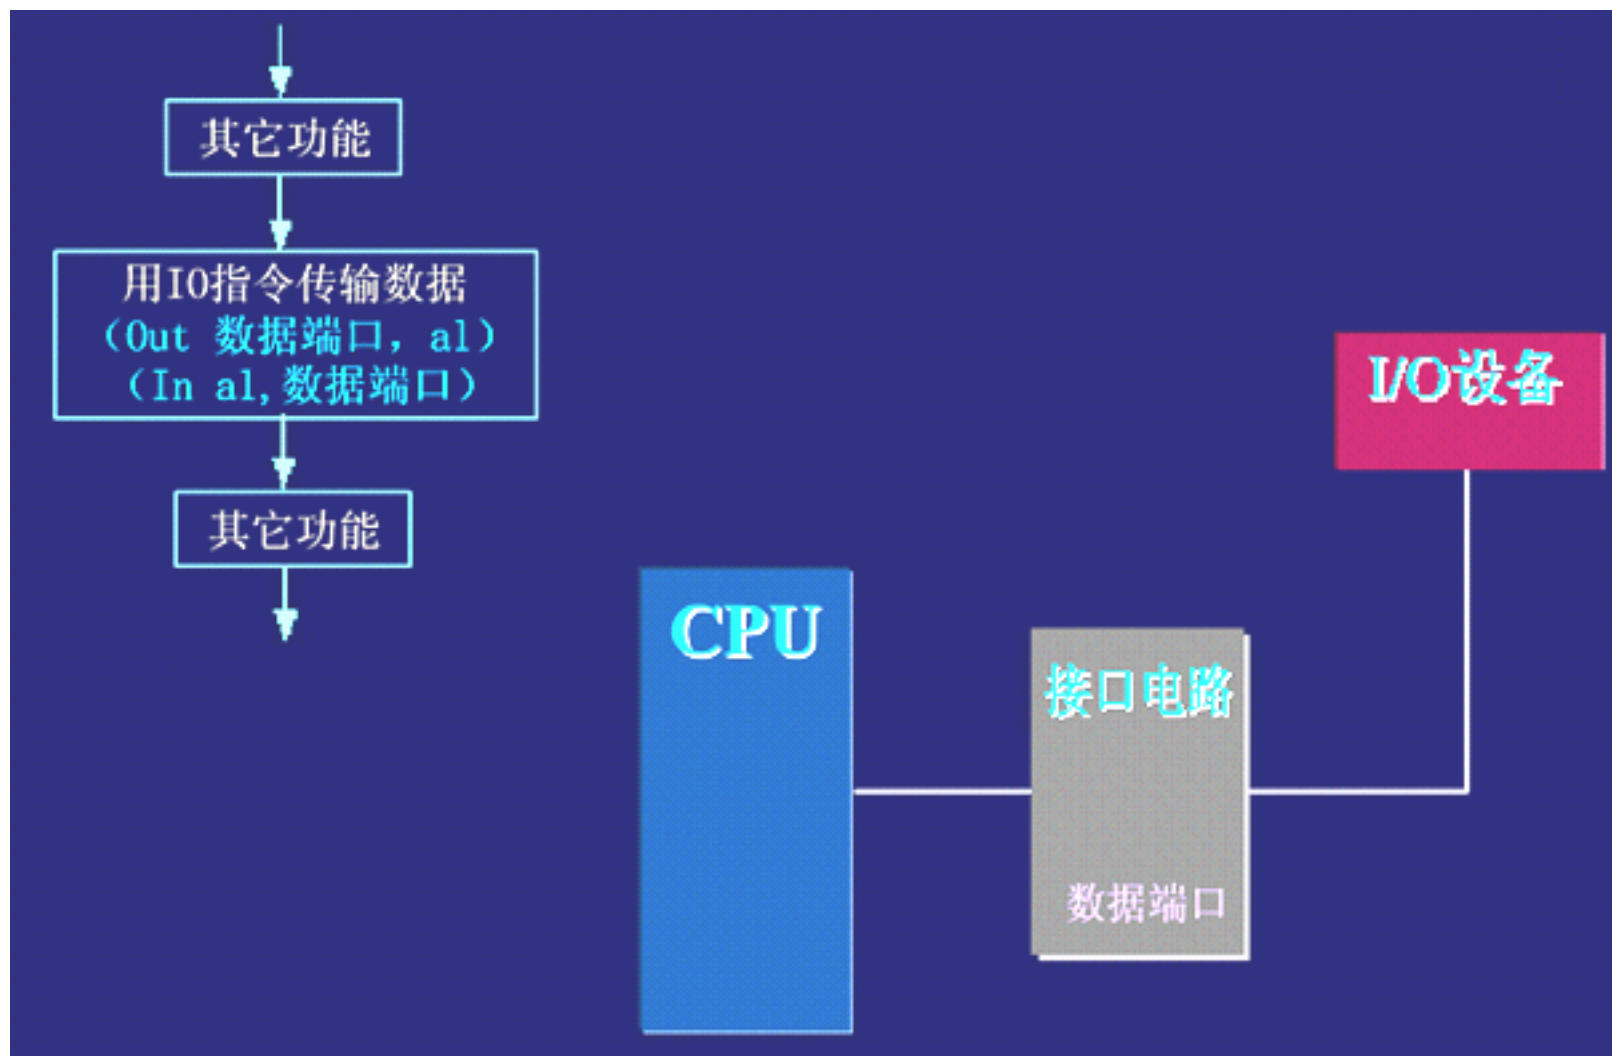 其它功能
用IO指令传输数据
（Out 数据端口，al）
（In al,数据端口）
其它功能
I/O设备
CPU
接口电路
数据端口